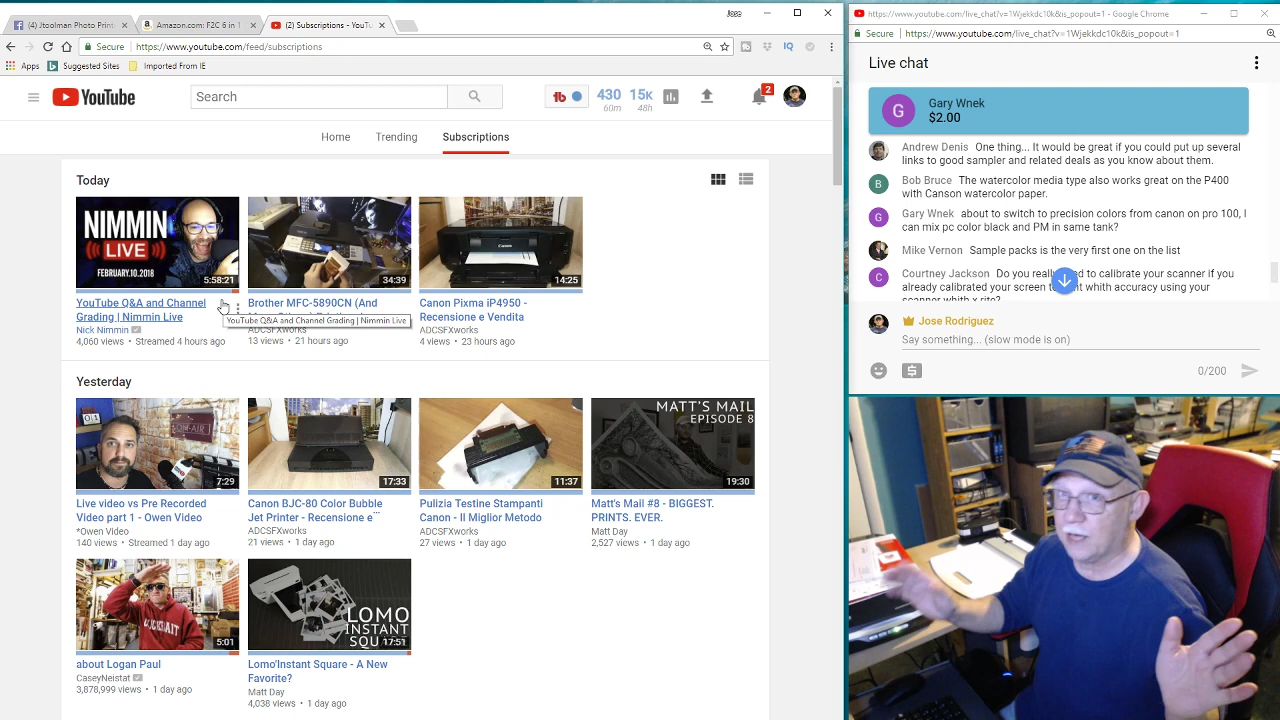 (4) Jtoolman Photo Print
Amazon.com: F2C 6 in 1
(2) Subscriptions - YouTu
Secure
https://www.youtube.com/feed/subscriptions
Apps
Suggested Sites
Imported From IE
YouTube
Search
430
60m
15K
48h
2
Home
Trending
Subscriptions
Today
NIMMIN
LIVE
FEBRUARY.10.2018
5:58:21
34:39
Canon
14:25
YouTube Q&A and Channel
Grading | Nimmin Live
Nick Nimmin
4,060 views • Streamed 4 hours ago
Brother MFC-5890CN (And
YouTube Q&A and Channel Grading | Nimmin Live
ADCSFXworks
13 views • 21 hours ago
Canon Pixma iP4950 -
Recensione e Vendita
ADCSFXworks
4 views • 23 hours ago
Yesterday
ON-AIR
7:29
17:33
11:37
MATT'S MAIL
EPISODE 8
19:30
Live video vs Pre Recorded
Video part 1 - Owen Video
*Owen Video
140 views • Streamed 1 day ago
Canon BJC-80 Color Bubble
Jet Printer - Recensione e...
ADCSFXworks
21 views • 1 day ago
Pulizia Testine Stampanti
Canon - Il Miglior Metodo
ADCSFXworks
27 views • 1 day ago
Matt's Mail #8 - BIGGEST.
PRINTS. EVER.
Matt Day
2,527 views • 1 day ago
5:01
LOMO
INSTANT
SQU
17:51
about Logan Paul
CaseyNeistat
3,878,999 views • 1 day ago
Lomo'Instant Square - A New
Favorite?
Matt Day
4,038 views • 1 day ago
https://www.youtube.com/live_chat?v=1Wjekkdc10k&is_popout=1 - Google Chrome
Secure
https://www.youtube.com/live_chat?v=1Wjekkdc10k&is_popout=1
Live chat
G
Gary Wnek
$2.00
Andrew Denis One thing... It would be great if you could put up several
links to good sampler and related deals as you know about them.
B
Bob Bruce The watercolor media type also works great on the P400
with Canson watercolor paper.
G
Gary Wnek about to switch to precision colors from canon on pro 100. I
can mix pc color black and PM in same tank?
Mike Vernon Sample packs is the very first one on the list
C
Courtney Jackson Do you to calibrate your scanner if you
already calibrated your screen to whith accuracy using your
scanner whith x rite?
Jose Rodriguez
Say something... (slow mode is on)
0/200